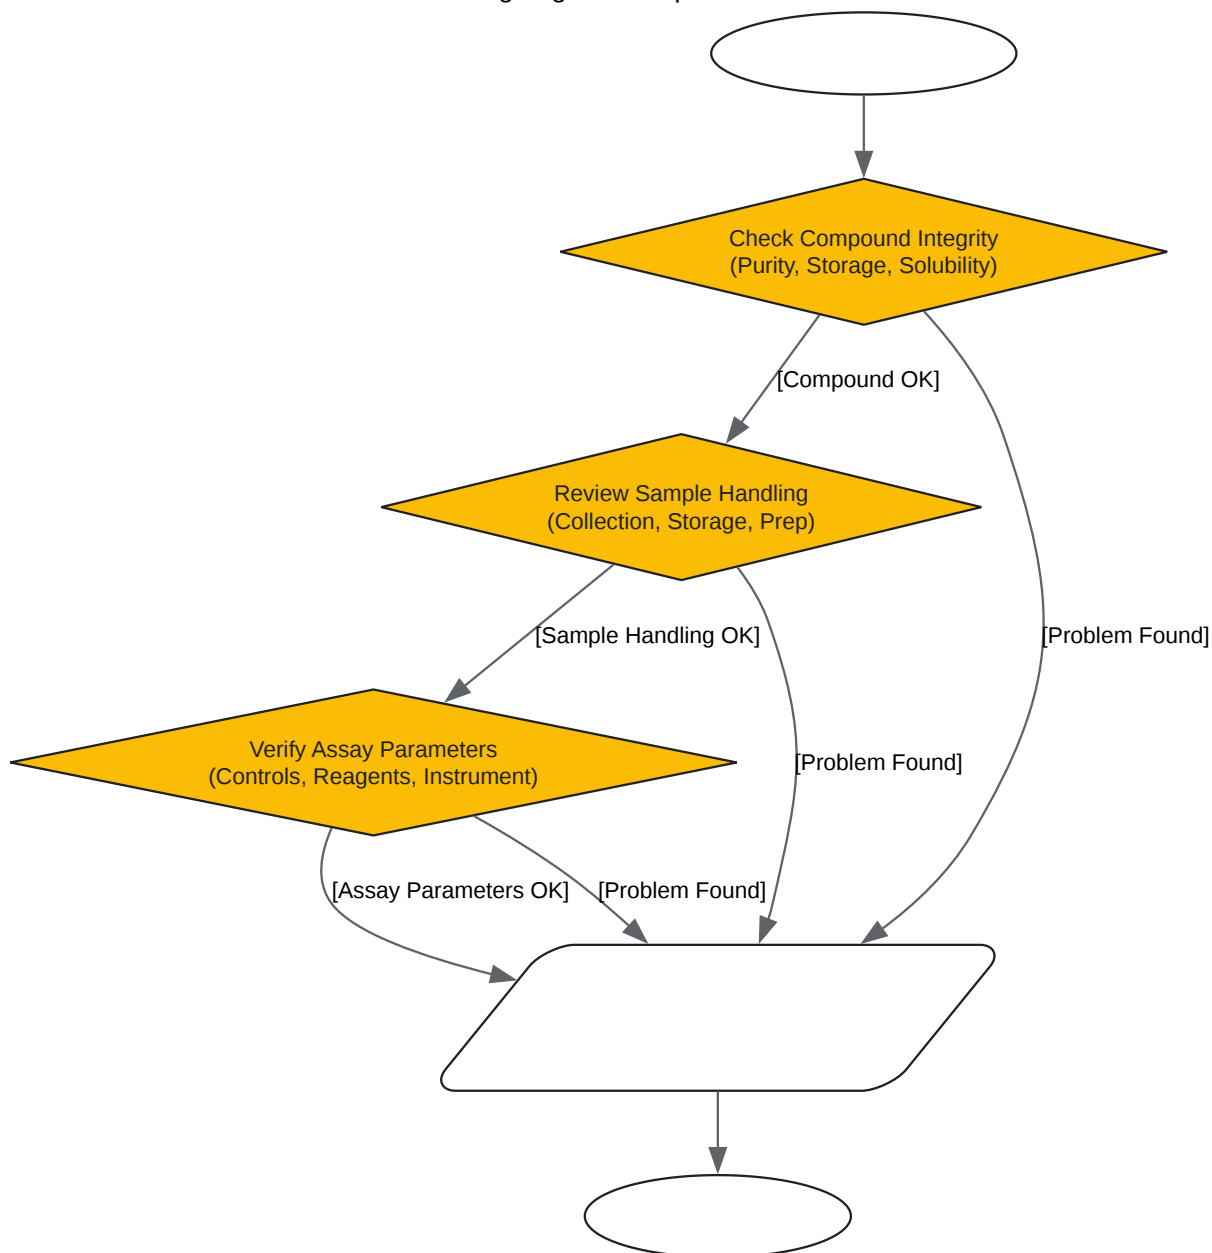 Check Compound Integrity
(Purity, Storage, Solubility)
[Compound OK]
Review Sample Handling
(Collection, Storage, Prep)
[Sample Handling OK]
[Problem Found]
Verify Assay Parameters
(Controls, Reagents, Instrument)
[Problem Found]
[Assay Parameters OK]
[Problem Found]